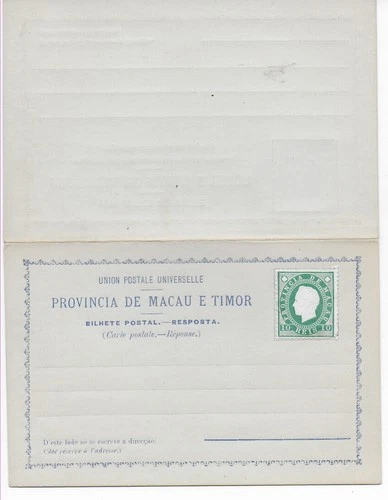 UNION POSTALE UNIVERSELLE
PROVINCIA DE MACAU E TIMOR
BILHETE POSTAL.—RESPOSTA.
(Carte postale.—Réponse.)
PROVINCIA DE MACAU
10 REIS 10
D'este lado só se escreve a direcção.
(Côté réservé à l'adresse.)